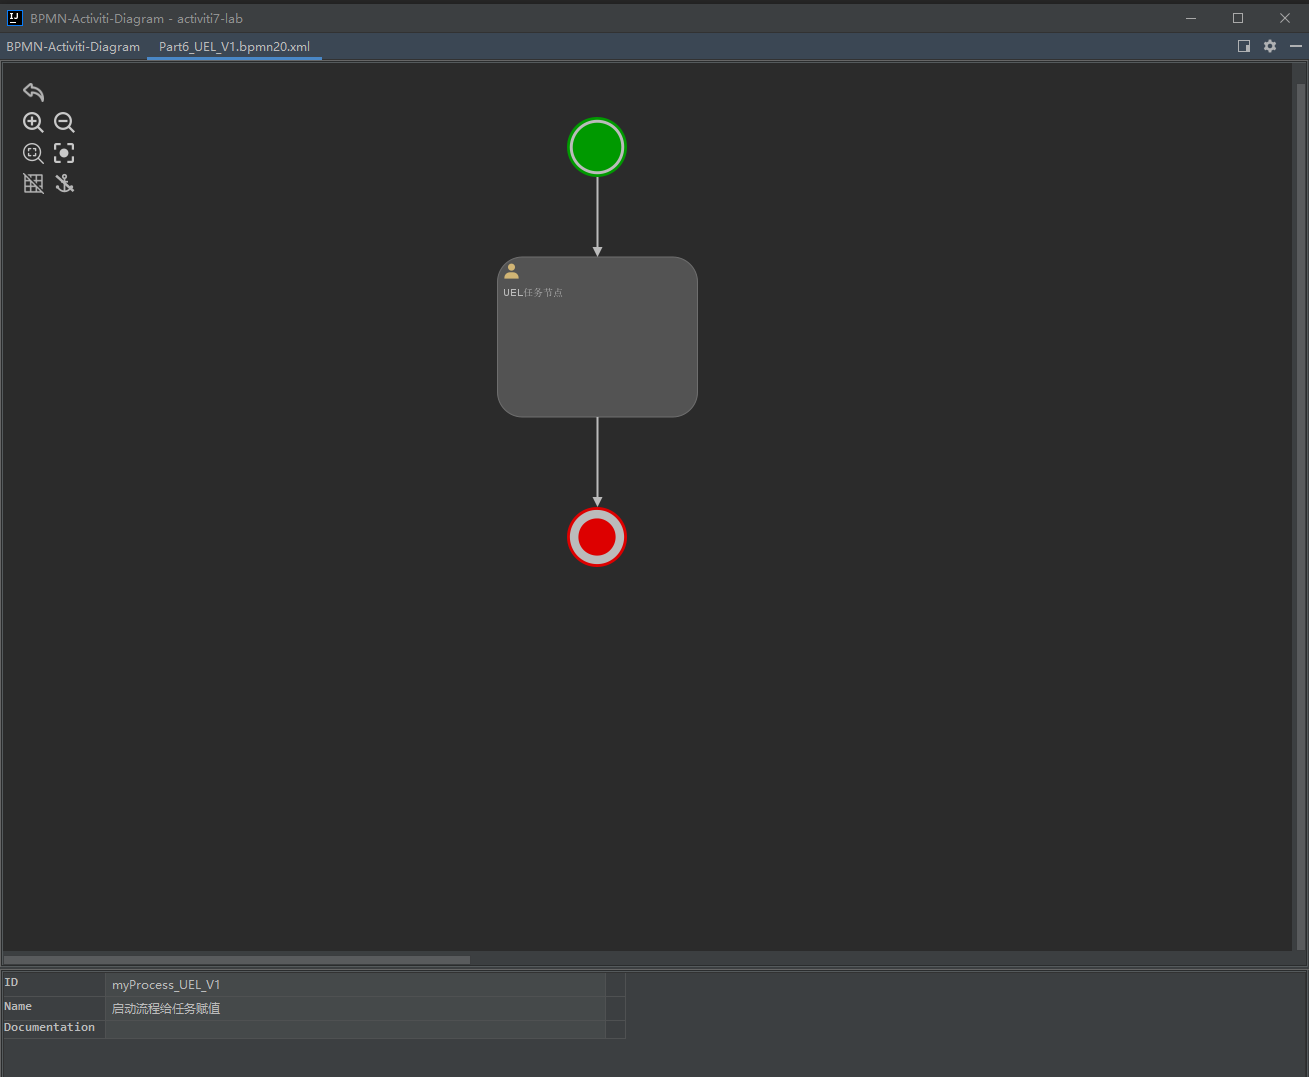 BPMN-Activiti-Diagram - activiti7-lab
BPMN-Activiti-Diagram Part6_UEL_V1.bpmn20.xml
UEL任务节点
ID myProcess_UEL_V1
Name 启动流程给任务赋值
Documentation